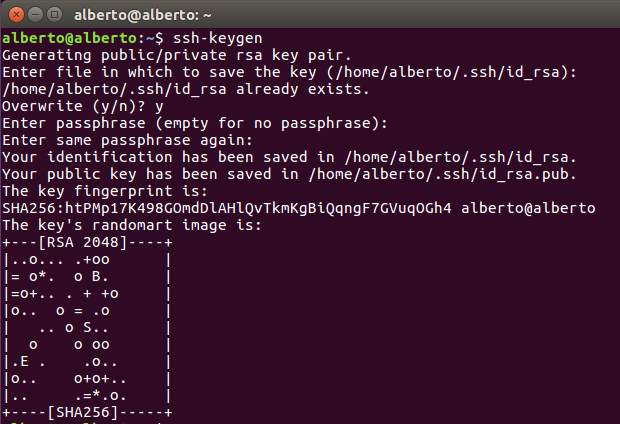 alberto@alberto: ~
alberto@alberto:~$ ssh-keygen
Generating public/private rsa key pair.
Enter file in which to save the key (/home/alberto/.ssh/id_rsa):
/home/alberto/.ssh/id_rsa already exists.
Overwrite (y/n)? y
Enter passphrase (empty for no passphrase):
Enter same passphrase again:
Your identification has been saved in /home/alberto/.ssh/id_rsa.
Your public key has been saved in /home/alberto/.ssh/id_rsa.pub.
The key fingerprint is:
SHA256:htPMp17K498GOmdDlAHlQvTkmKgBiQqngF7GVuqOGh4 alberto@alberto
The key's randomart image is:
+---[RSA 2048]----+
|..o... .+oo      |
|= o*.  o B.      |
|=o+.. . + +o     |
|o..  o = .o      |
|   .. o S..      |
|  o    o oo      |
|.E .    .o..     |
|o..    o+o+..    |
|..     .=*.o.    |
+----[SHA256]-----+